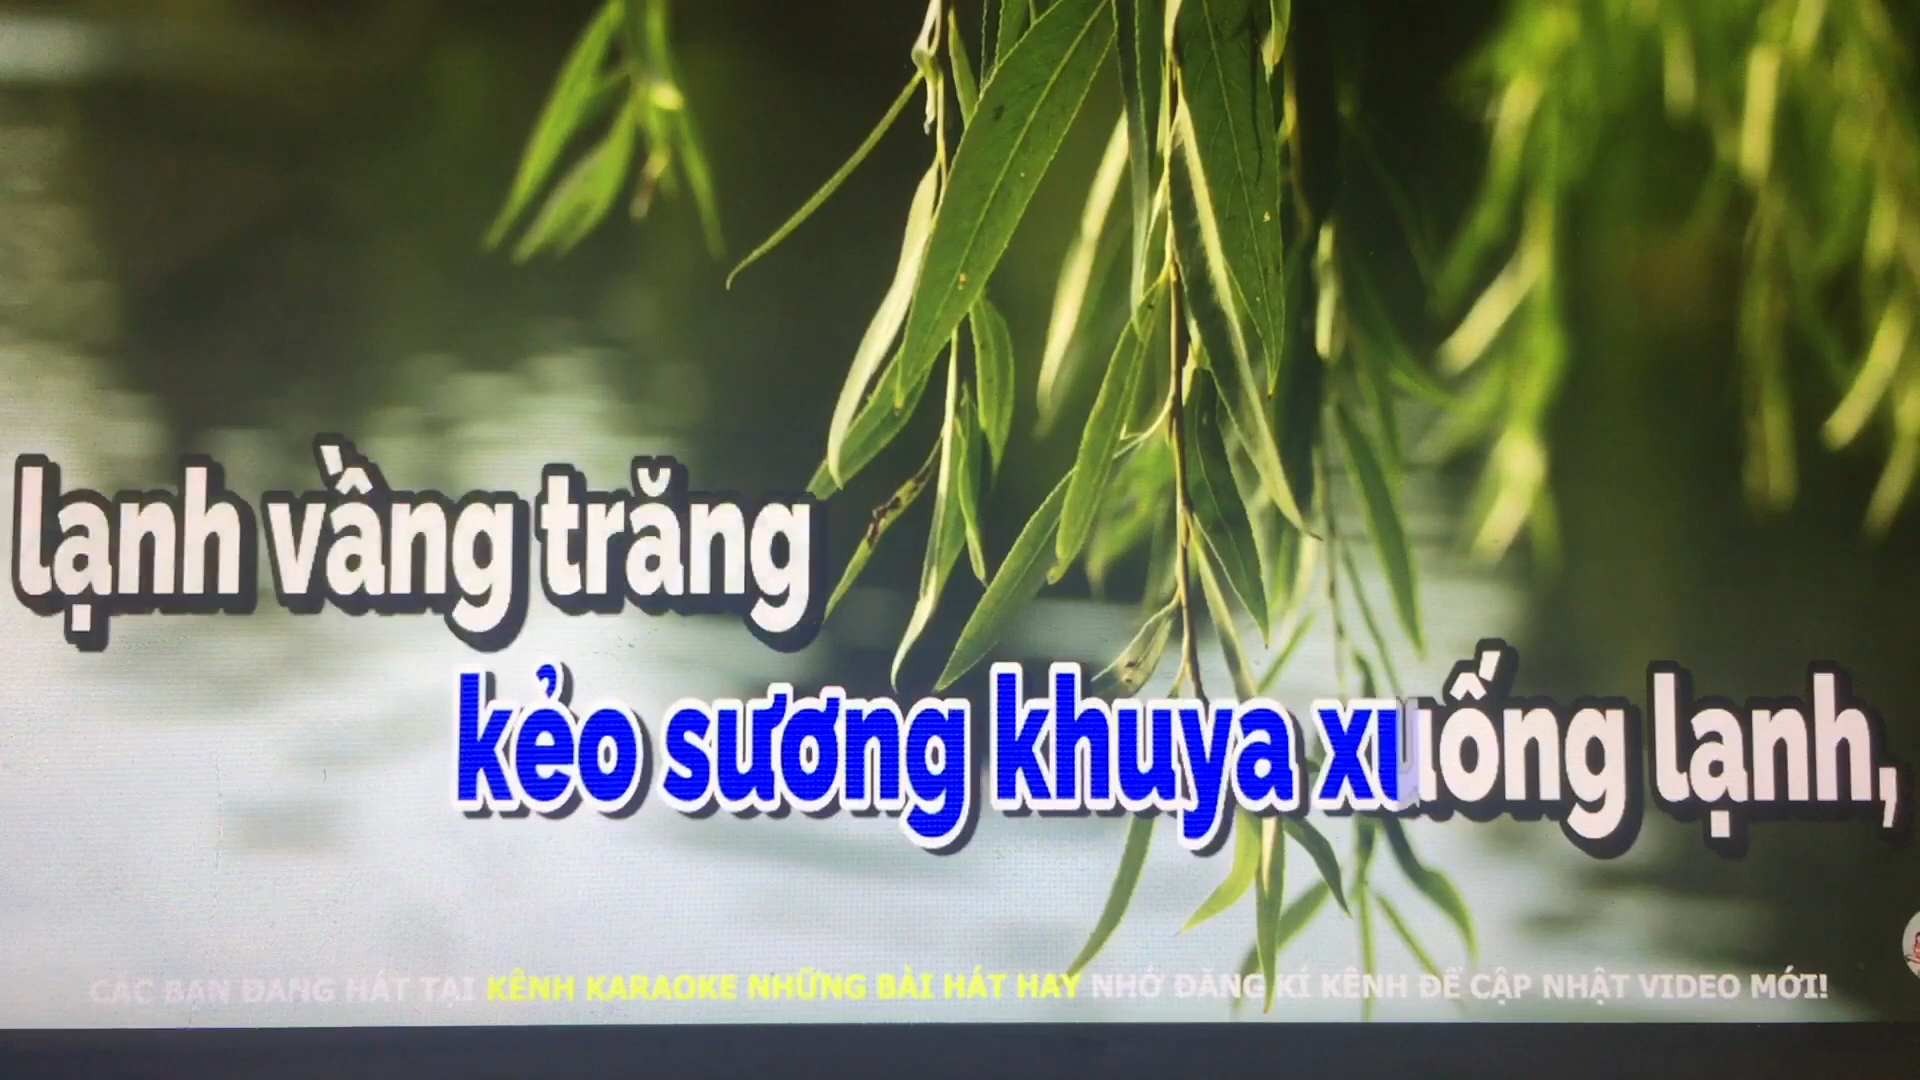 lạnh vầng trăng
kẻo sương khuya xuống lạnh,
CÁC BẠN ĐANG HÁT TẠI KÊNH KARAOKE NHỮNG BÀI HÁT HAY NHỚ ĐĂNG KÍ KÊNH ĐỂ CẬP NHẬT VIDEO MỚI!